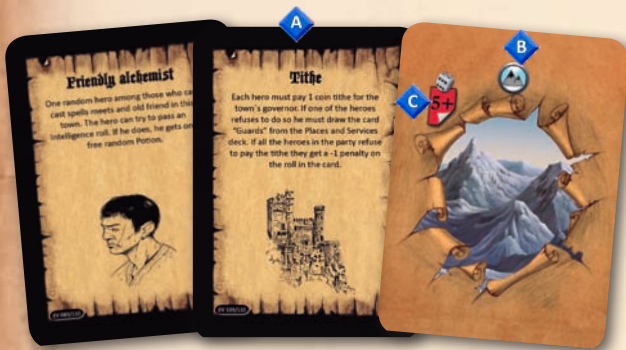 A
B
C
5+
Friendly alchemist
One random hero among those who ca
cast spells meets and old friend in this
town. The hero can try to pass an
Intelligence roll. If he does, he gets on
free random Potion.
Tithe
Each hero must pay 1 coin tithe for the
town's governor. If one of the heroes
refuses to do so he must draw the card
"Guards" from the Places and Services
deck. If all the heroes in the party refuse
to pay the tithe they get a -1 penalty on
the roll in the card.